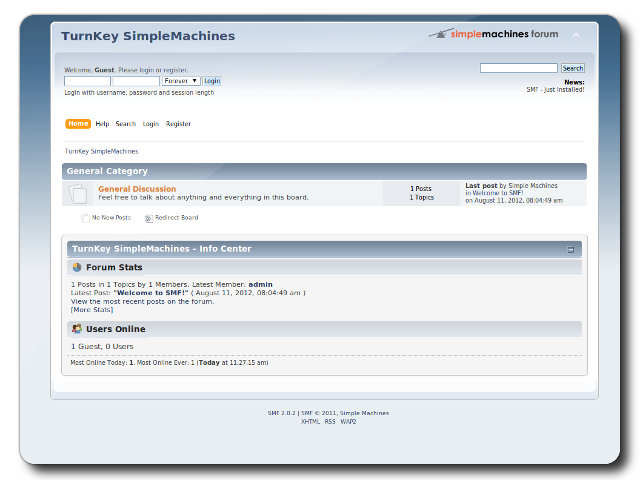 TurnKey SimpleMachines
simplemachines forum
Welcome, Guest. Please login or register.
Forever Login
Login with username, password and session length
Search
News:
SMF - Just Installed!
Home Help Search Login Register
TurnKey SimpleMachines
General Category
General Discussion
Feel free to talk about anything and everything in this board.
1 Posts
1 Topics
Last post by Simple Machines
in Welcome to SMF!
on August 11, 2012, 08:04:49 am
No New Posts Redirect Board
TurnKey SimpleMachines - Info Center
Forum Stats
1 Posts in 1 Topics by 1 Members. Latest Member: admin
Latest Post: "Welcome to SMF!" ( August 11, 2012, 08:04:49 am )
View the most recent posts on the forum.
[More Stats]
Users Online
1 Guest, 0 Users
Most Online Today: 1. Most Online Ever: 1 (Today at 11:27:15 am)
SMF 2.0.2 | SMF © 2011, Simple Machines
XHTML RSS WAP2